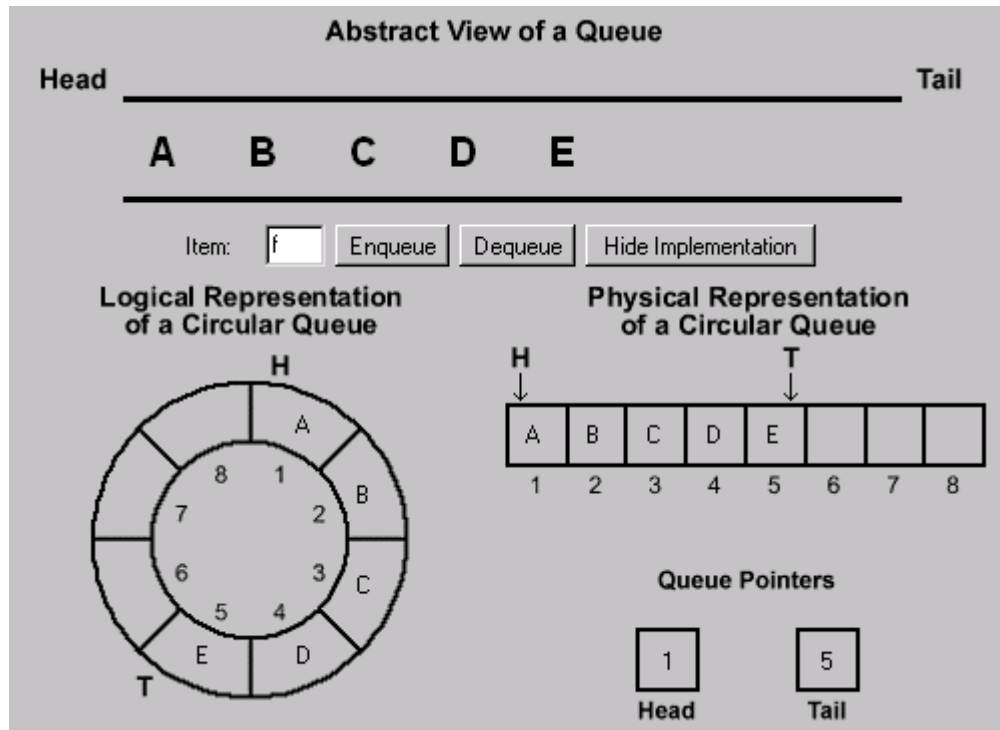 Abstract View of a Queue
Head Tail
A B C D E
Item: f Enqueue Dequeue Hide Implementation
Logical Representation
of a Circular Queue
Physical Representation
of a Circular Queue
H
A
B
C
D
E
T
1
2
3
4
5
6
7
8
H T
A B C D E
1 2 3 4 5 6 7 8
Queue Pointers
1 5
Head Tail